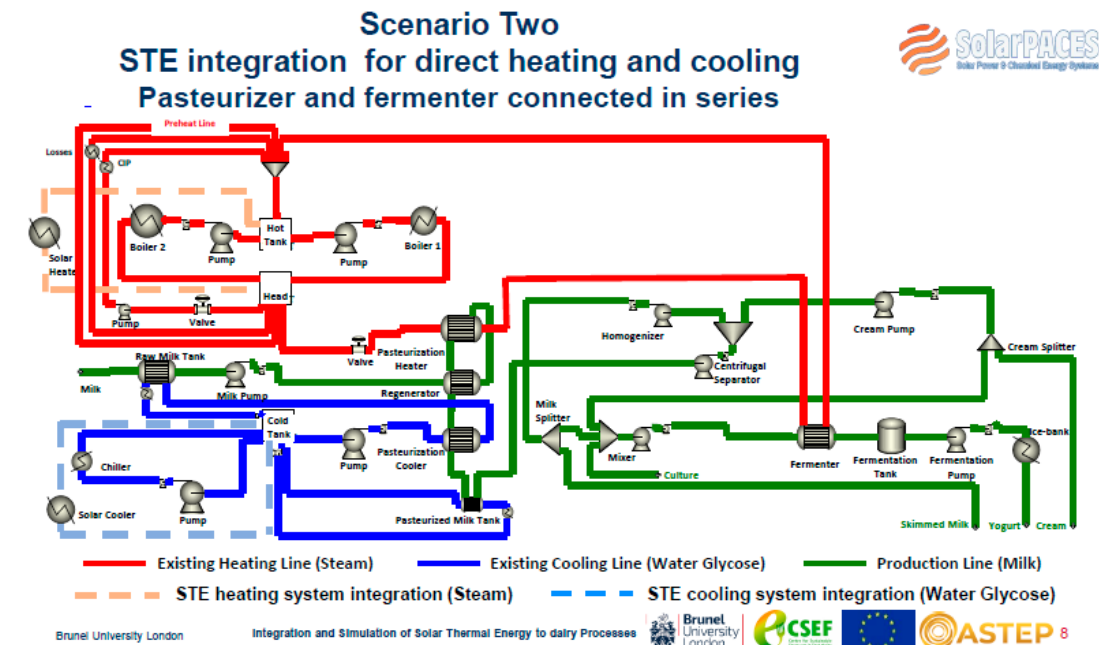 Scenario Two
STE integration for direct heating and cooling
Pasteurizer and fermenter connected in series
SolarPACES
Solar Power & Chemical Energy Systems
Preheat Line
Losses
CIP
Hot
Tank
Boiler 2
Boiler 1
Pump
Pump
Solar
Heate
Head
Pump
Valve
Homogenizer
Cream Pump
Valve
Pasteurization
Heater
Centrifugal
Separator
Cream Splitter
Raw Milk Tank
Milk
Milk Pump
Regenerator
Cold
Tank
Milk
Splitter
Pump
Pasteurization
Cooler
Mixer
Fermenter
Fermentation
Tank
Fermentation
Pump
Ice-bank
Chiller
Culture
Solar Cooler
Pump
Pasteurized Milk Tank
Skimmed Milk
Yogurt
Cream
Existing Heating Line (Steam)
Existing Cooling Line (Water Glycose)
Production Line (Milk)
STE heating system integration (Steam)
STE cooling system integration (Water Glycose)
Brunel University London
Integration and Simulation of Solar Thermal Energy to dairy Processes
Brunel
University
London
CSEF
ASTEP
8